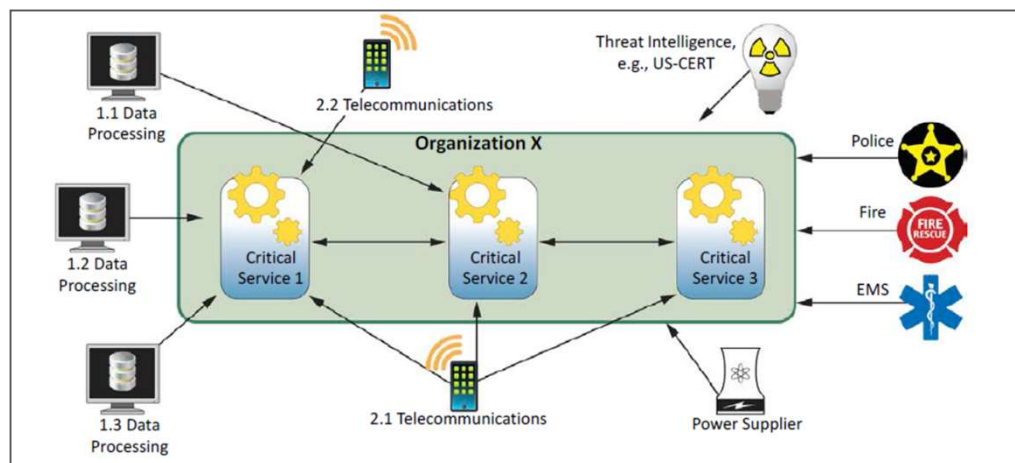 Threat Intelligence,
e.g., US-CERT
1.1 Data
Processing
2.2 Telecommunications
Organization X
Police
Fire
FIRE
RESCUE
EMS
1.2 Data
Processing
Critical
Service 1
Critical
Service 2
Critical
Service 3
1.3 Data
Processing
2.1 Telecommunications
Power Supplier